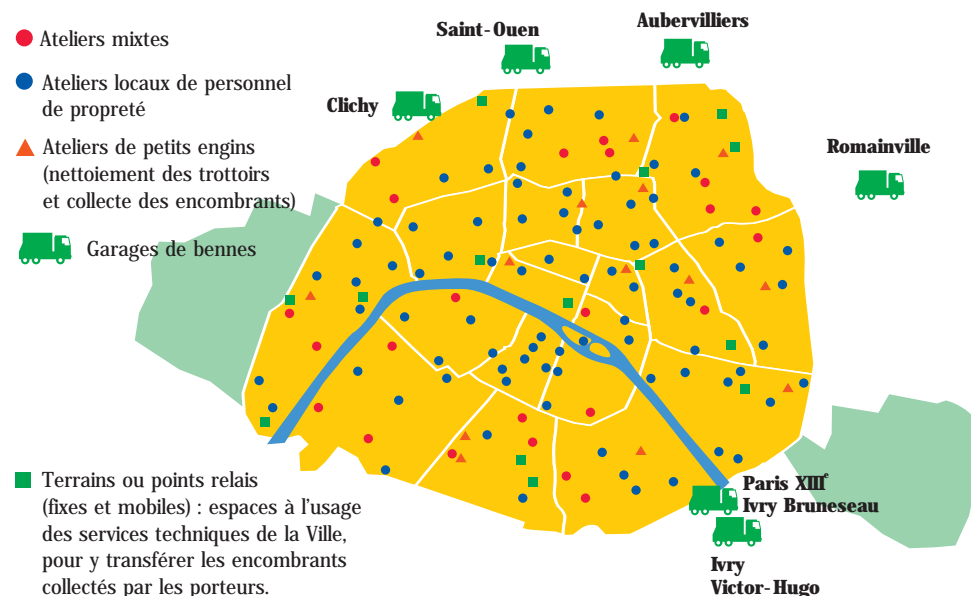 Ateliers mixtes
Ateliers locaux de personnel
de propreté
Ateliers de petits engins
(nettoiement des trottoirs
et collecte des encombrants)
Garages de bennes
Saint-Ouen
Aubervilliers
Clichy
Romainville
Terrains ou points relais
(fixes et mobiles) : espaces à l'usage
des services techniques de la Ville,
pour y transférer les encombrants
collectés par les porteurs.
Paris XIIIᶠ
Ivry Bruneseau
Ivry
Victor-Hugo